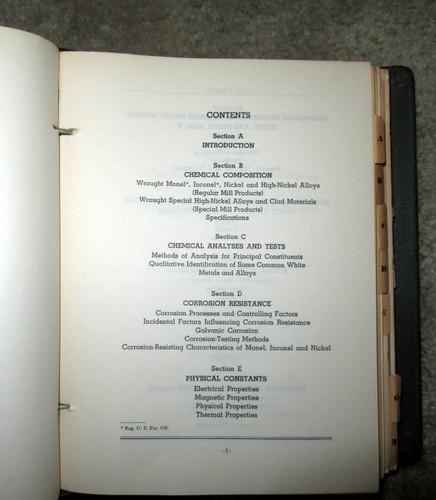 CONTENTS
Section A
INTRODUCTION
Section B
CHEMICAL COMPOSITION
Wrought Monel*, Inconel*, Nickel and High-Nickel Alloys
(Regular Mill Products)
Wrought Special High-Nickel Alloys and Clad Materials
(Special Mill Products)
Specifications
Section C
CHEMICAL ANALYSES AND TESTS
Methods of Analysis for Principal Constituents
Qualitative Identification of Some Common White
Metals and Alloys
Section D
CORROSION RESISTANCE
Corrosion Processes and Controlling Factors
Incidental Factors Influencing Corrosion Resistance
Galvanic Corrosion
Corrosion-Testing Methods
Corrosion-Resisting Characteristics of Monel, Inconel and Nickel
Section E
PHYSICAL CONSTANTS
Electrical Properties
Magnetic Properties
Physical Properties
Thermal Properties
* Reg. U. S. Pat. Off.
-3-
A